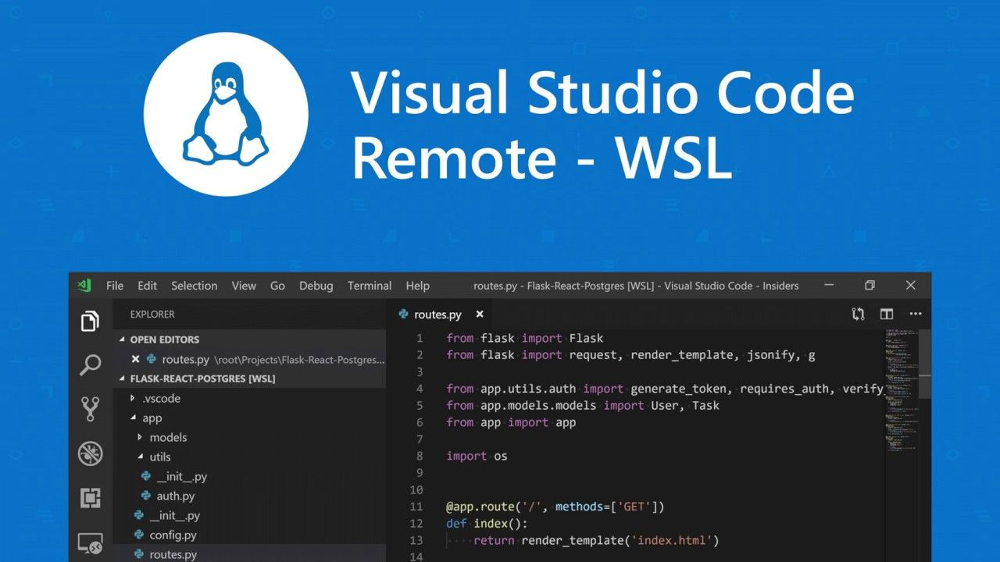 Visual Studio Code
Remote - WSL
File Edit Selection View Go Debug Terminal Help routes.py - Flask-React-Postgres [WSL] - Visual Studio Code - Insiders
EXPLORER
OPEN EDITORS
routes.py \root\Projects\Flask-React-Postgres...
FLASK-REACT-POSTGRES [WSL]
.vscode
app
models
utils
__init__.py
auth.py
__init__.py
config.py
routes.py
routes.py
1 from flask import Flask
2 from flask import request, render_template, jsonify, g
3
4 from app.utils.auth import generate_token, requires_auth, verify_
5 from app.models.models import User, Task
6 from app import app
7
8 import os
9
10
11 @app.route('/', methods=['GET'])
12 def index():
13 return render_template('index.html')
14